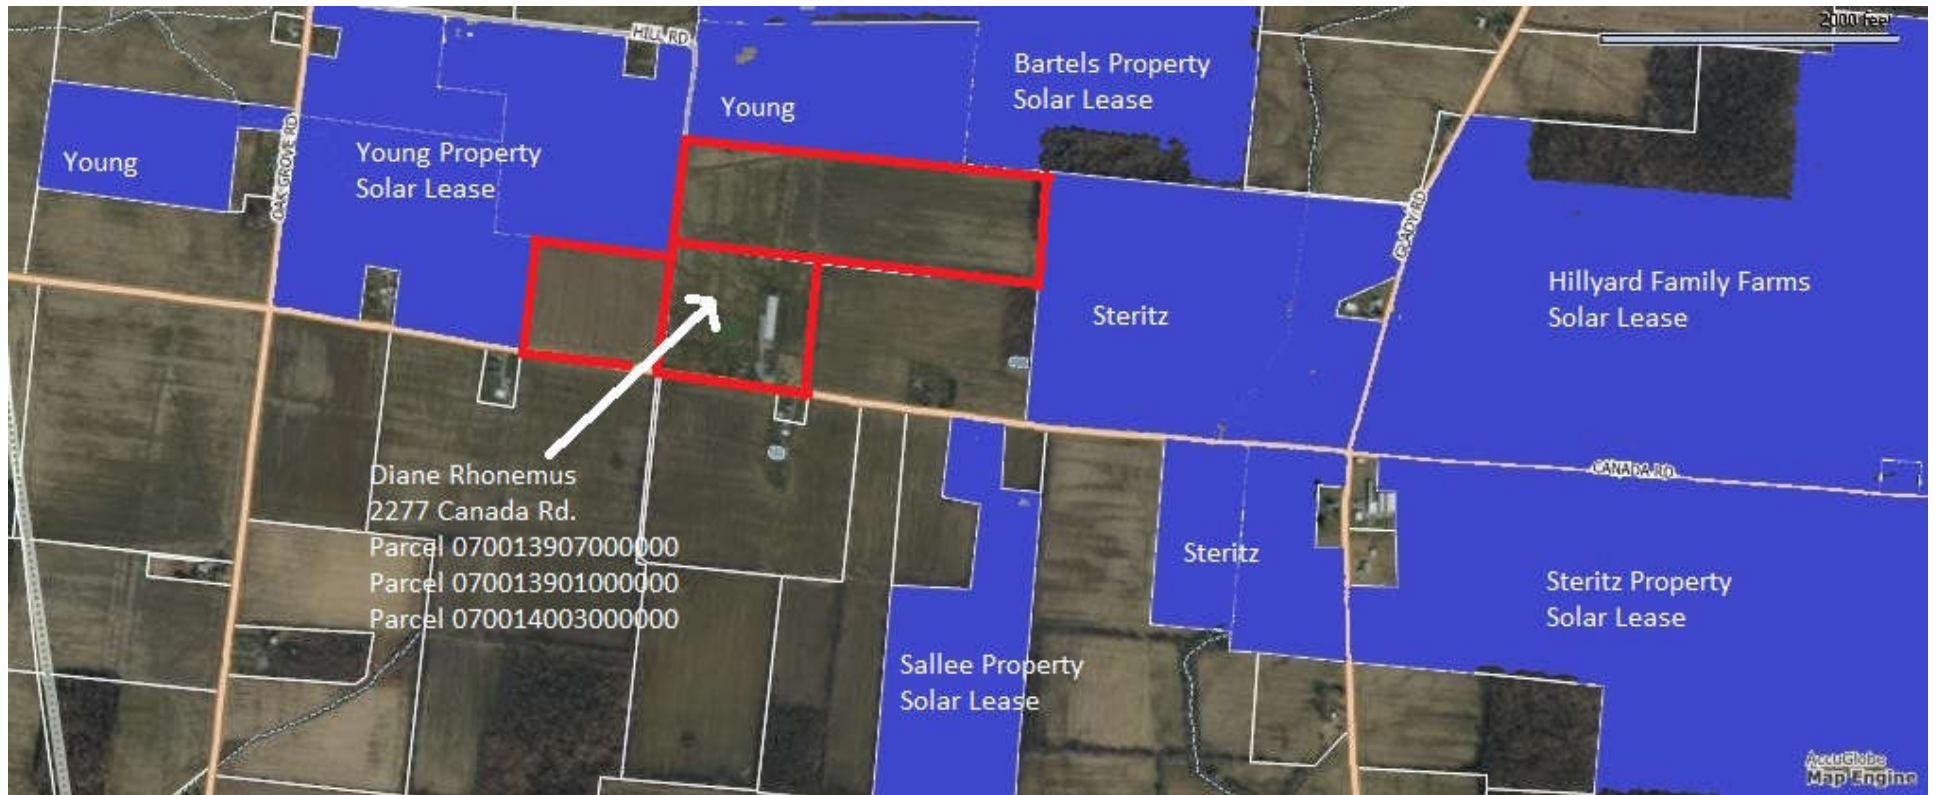 2000 feet
HILL RD
Bartels Property
Solar Lease
Young
Young
Young Property
Solar Lease
OAK GROVE RD
GRADY RD
Hillyard Family Farms
Solar Lease
Steritz
Diane Rhonemus
2277 Canada Rd.
Parcel 070013907000000
Parcel 070013901000000
Parcel 070014003000000
CANADA RD
Steritz
Steritz Property
Solar Lease
Sallee Property
Solar Lease
AccuGlobe
Map Engine